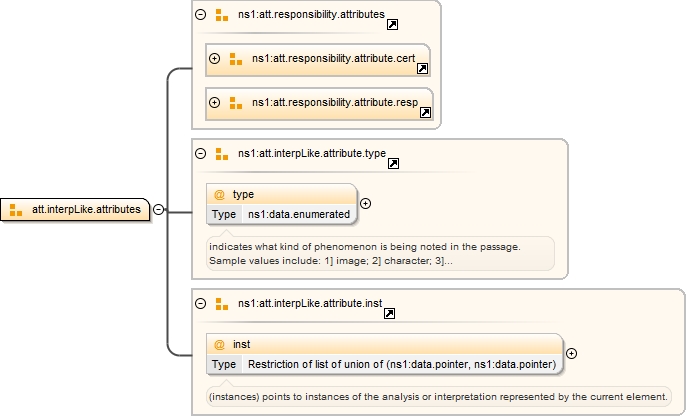 ns1:att.responsibility.attributes
ns1:att.responsibility.attribute.cert
ns1:att.responsibility.attribute.resp
ns1:att.interpLike.attribute.type
@ type
Type ns1:data.enumerated
indicates what kind of phenomenon is being noted in the passage.
Sample values include: 1] image; 2] character; 3]...
att.interpLike.attributes
ns1:att.interpLike.attribute.inst
@ inst
Type Restriction of list of union of (ns1:data.pointer, ns1:data.pointer)
(instances) points to instances of the analysis or interpretation represented by the current element.